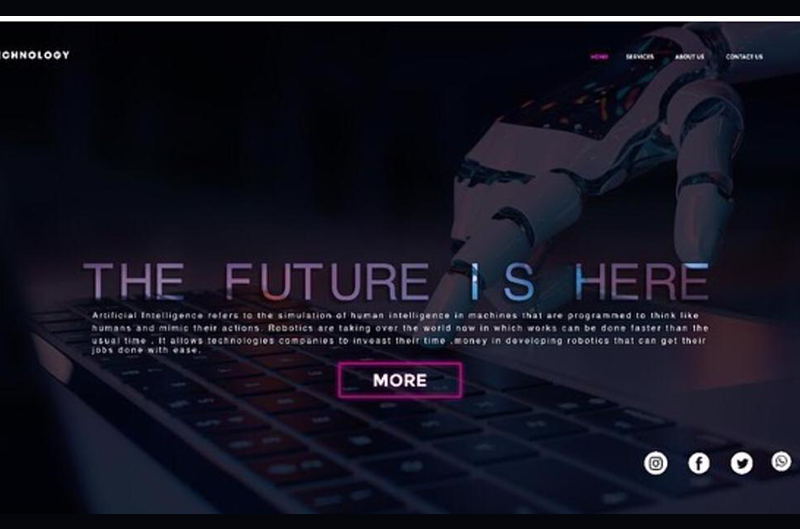 ECHNOLOGY
HOME SERVICES ABOUT US CONTACT US
THE FUTURE IS HERE
Artificial Intelligence refers to the simulation of human intelligence in machines that are programmed to think like
humans and mimic their actions. Robotics are taking over the world now in which works can be done faster than the
usual time . It allows technologies companies to inveast their time ,money in developing robotics that can get their
jobs done with ease.
MORE